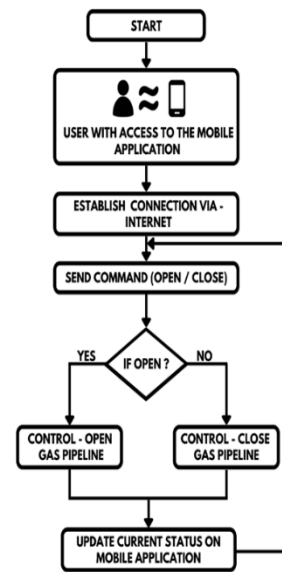 START
USER WITH ACCESS TO THE MOBILE
APPLICATION
ESTABLISH CONNECTION VIA -
INTERNET
SEND COMMAND (OPEN / CLOSE)
YES
IF OPEN ?
NO
CONTROL - OPEN
GAS PIPELINE
CONTROL - CLOSE
GAS PIPELINE
UPDATE CURRENT STATUS ON
MOBILE APPLICATION